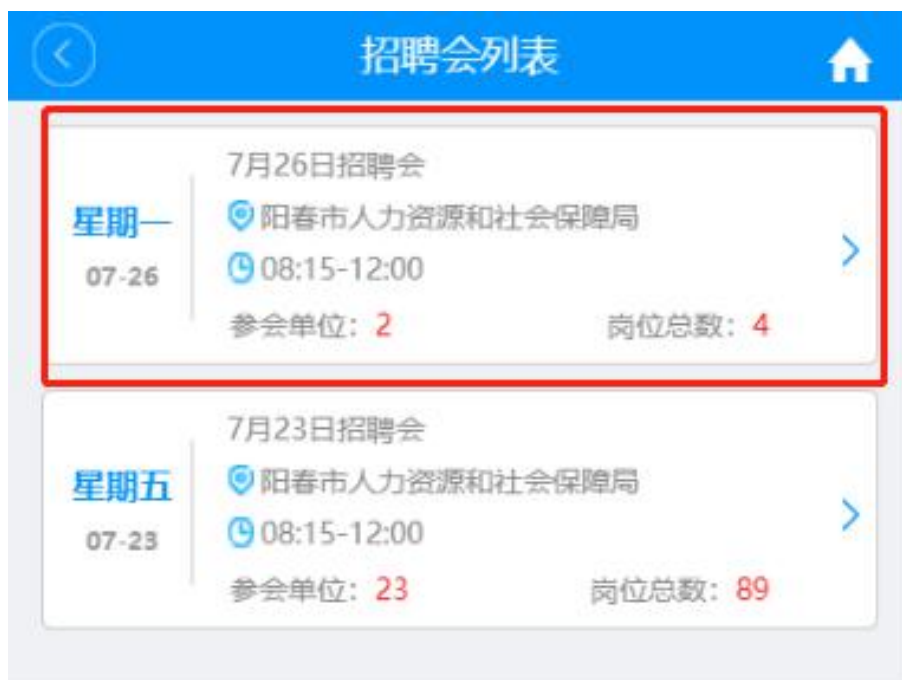 招聘会列表
7月26日招聘会
星期一
阳春市人力资源和社会保障局
07-26
08:15-12:00
参会单位：2 岗位总数：4
7月23日招聘会
星期五
阳春市人力资源和社会保障局
07-23
08:15-12:00
参会单位：23 岗位总数：89